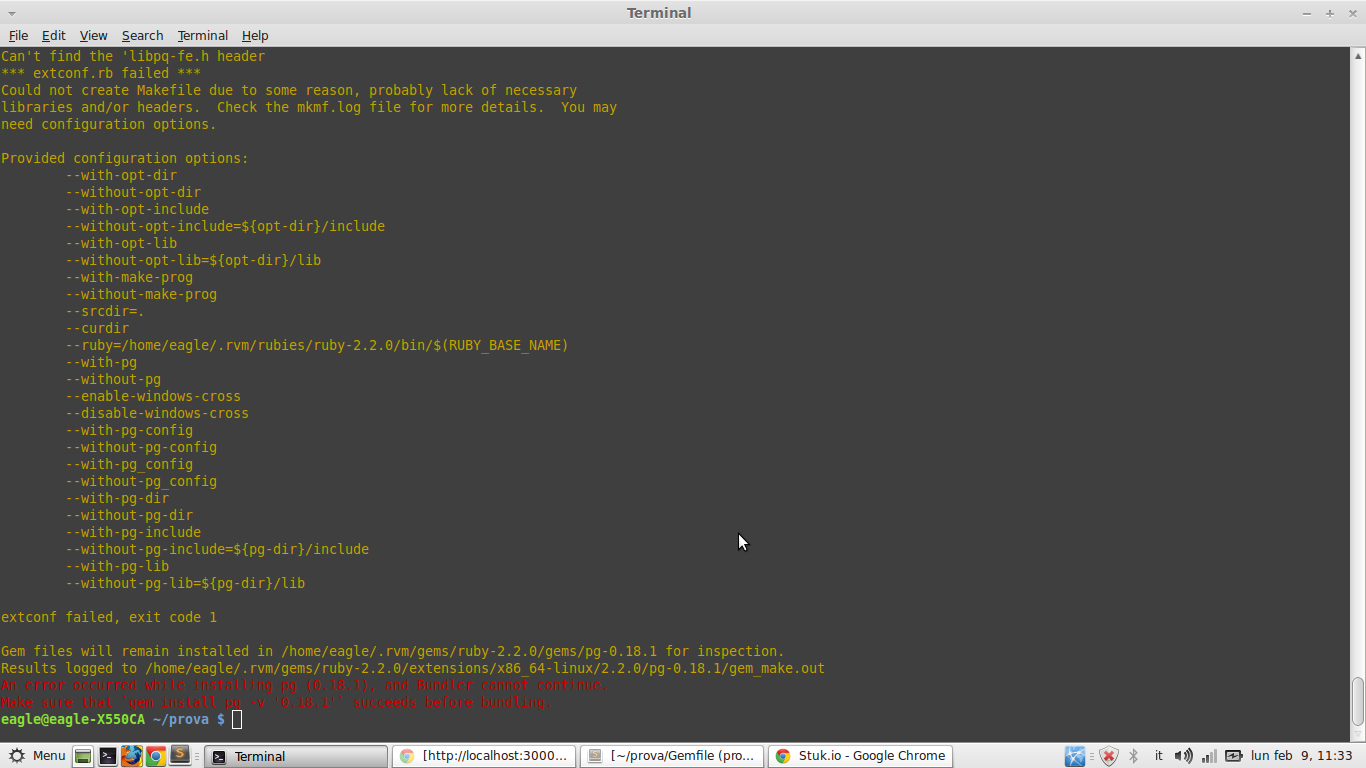 Terminal
File Edit View Search Terminal Help
Can't find the 'libpq-fe.h header
*** extconf.rb failed ***
Could not create Makefile due to some reason, probably lack of necessary
libraries and/or headers.  Check the mkmf.log file for more details.  You may
need configuration options.
Provided configuration options:
--with-opt-dir
--without-opt-dir
--with-opt-include
--without-opt-include=${opt-dir}/include
--with-opt-lib
--without-opt-lib=${opt-dir}/lib
--with-make-prog
--without-make-prog
--srcdir=.
--curdir
--ruby=/home/eagle/.rvm/rubies/ruby-2.2.0/bin/$(RUBY_BASE_NAME)
--with-pg
--without-pg
--enable-windows-cross
--disable-windows-cross
--with-pg-config
--without-pg-config
--with-pg_config
--without-pg_config
--with-pg-dir
--without-pg-dir
--with-pg-include
--without-pg-include=${pg-dir}/include
--with-pg-lib
--without-pg-lib=${pg-dir}/lib
extconf failed, exit code 1
Gem files will remain installed in /home/eagle/.rvm/gems/ruby-2.2.0/gems/pg-0.18.1 for inspection.
Results logged to /home/eagle/.rvm/gems/ruby-2.2.0/extensions/x86_64-linux/2.2.0/pg-0.18.1/gem_make.out
An error occurred while installing pg (0.18.1), and Bundler cannot continue.
Make sure that `gem install pg -v '0.18.1'` succeeds before bundling.
eagle@eagle-X550CA ~/prova $
Menu Terminal [http://localhost:3000... [~/prova/Gemfile (pro... Stuk.io - Google Chrome it lun feb  9, 11:33